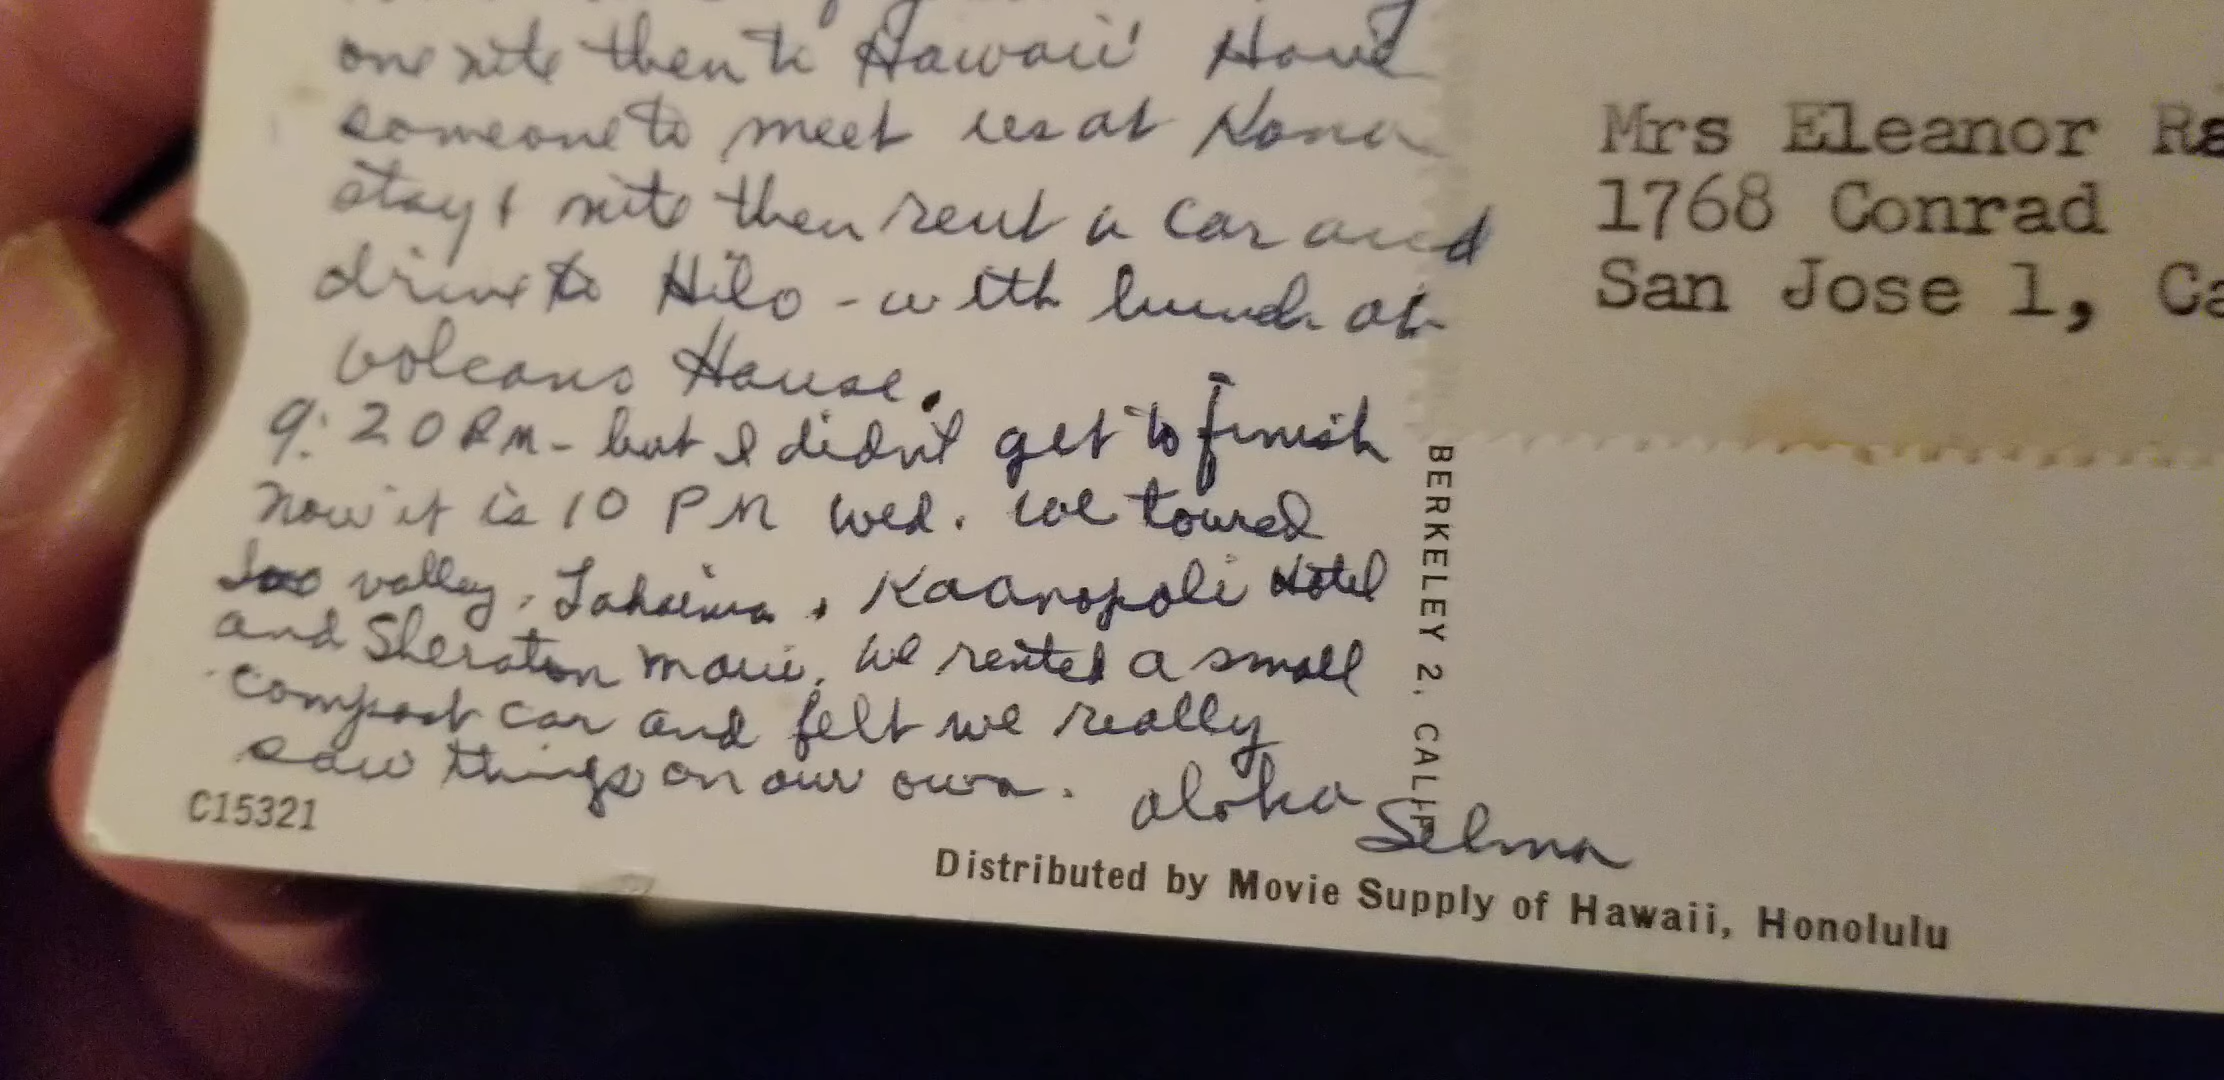 one nite then to Hawaii Have
someone to meet us at Kona
stay 1 nite then rent a car and
drive to Hilo - with lunch at
Volcano House.
9:20 P.M - but I didn't get to finish
now it is 10 PM Wed. we toured
Iao valley, Lahaina, Kaanapali Hotel
and Sheraton Maui. We rented a small
compact car and felt we really
saw things on our own. Aloha Selma
C15321
BERKELEY 2, CALIF
Distributed by Movie Supply of Hawaii, Honolulu
Mrs Eleanor Ra
1768 Conrad
San Jose 1, Ca